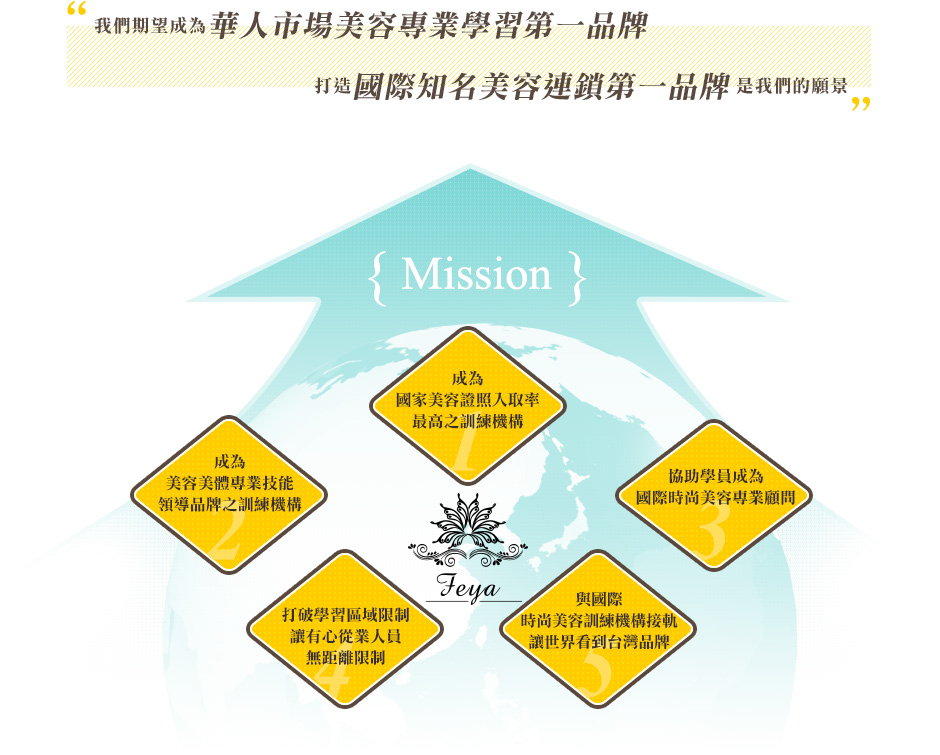 “我們期望成為 華人市場美容專業學習第一品牌
打造 國際知名美容連鎖第一品牌 是我們的願景”
{ Mission }
成為
國家美容證照人取率
最高之訓練機構
1
成為
美容美體專業技能
領導品牌之訓練機構
2
協助學員成為
國際時尚美容專業顧問
3
Feya
打破學習區域限制
讓有心從業人員
無距離限制
4
與國際
時尚美容訓練機構接軌
讓世界看到台灣品牌
5